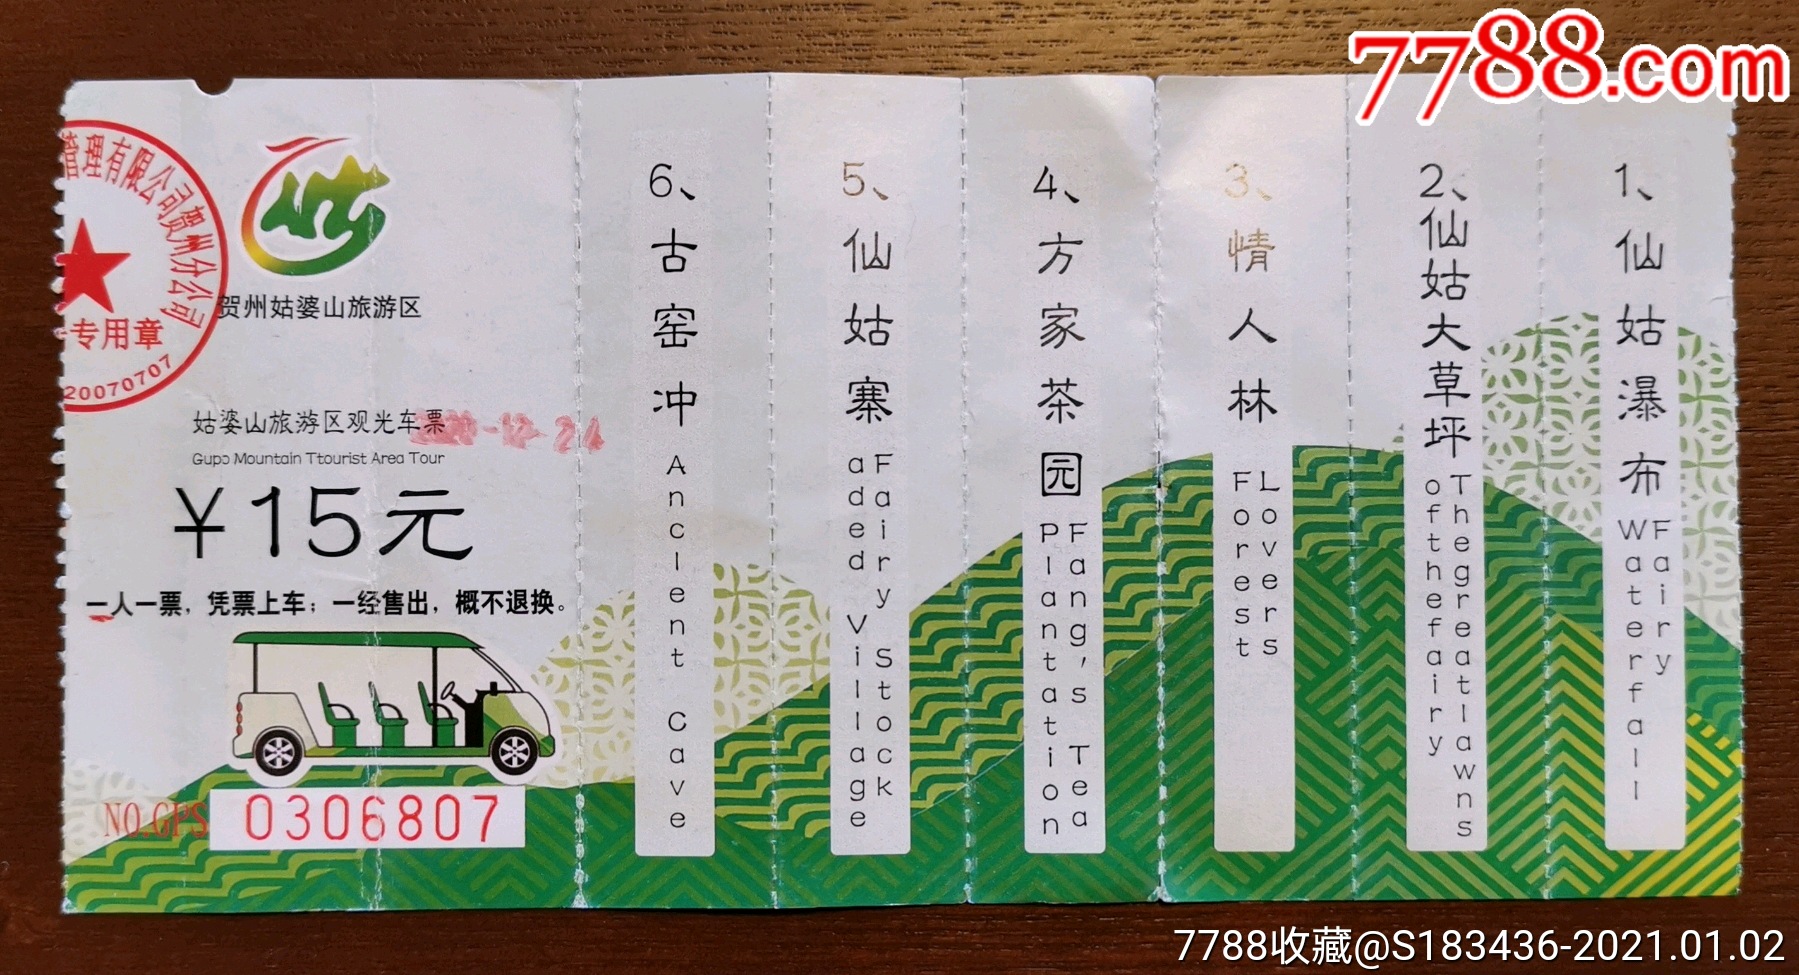 7788.com
管理有限公司贺州分公司
专用章
20070707
贺州姑婆山旅游区
姑婆山旅游区观光车票
Gupo Mountain Ttourist Area Tour
¥15元
一人一票，凭票上车；一经售出，概不退换。
NO.GPS 0306807
6、古窑冲
Ancient Cave
5、仙姑寨
Fairy Stock
aded Village
4、方家茶园
Fang's Tea
Plantation
3、情人林
Lovers
Forest
2、仙姑大草坪
Thegreatlawns
ofthefairy
1、仙姑瀑布
Fairy
Waterfall
7788收藏@S183436-2021.01.02